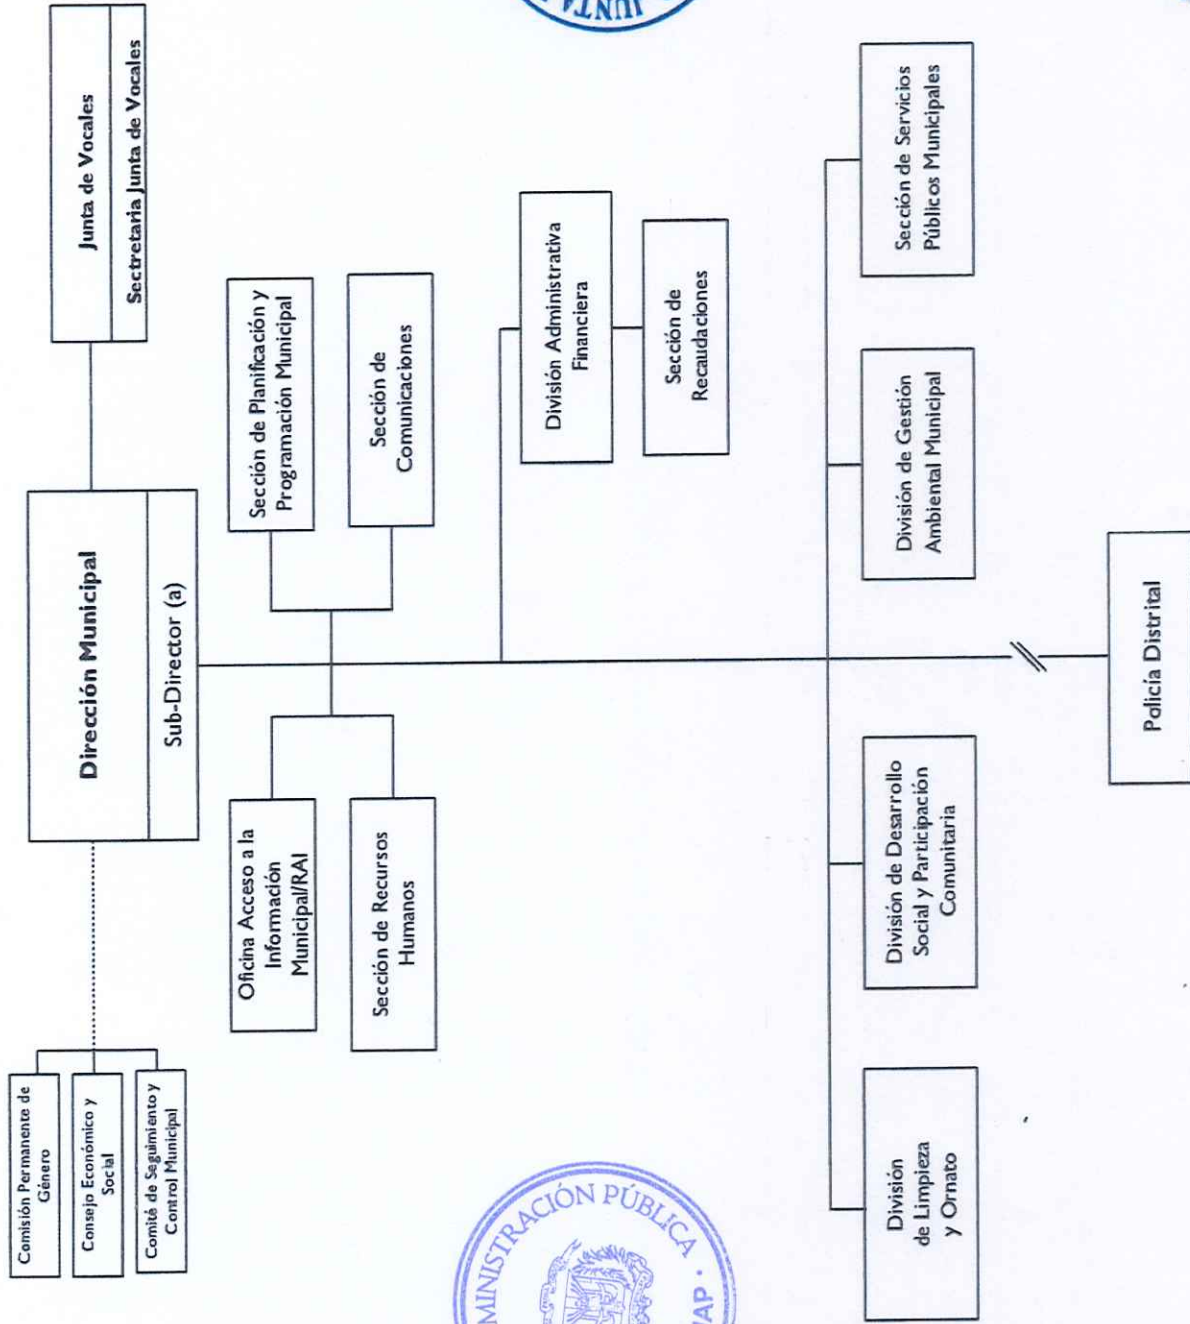 Junta de Vocales
Sectretaria Junta de Vocales
Dirección Municipal
Sub-Director (a)
Comisión Permanente de
Género
Consejo Económico y
Social
Comité de Seguimiento y
Control Municipal
Oficina Acceso a la
Información
Municipal/RAI
Sección de Planificación y
Programación Municipal
Sección de Recursos
Humanos
Sección de
Comunicaciones
División Administrativa
Financiera
Sección de
Recaudaciones
División
de Limpieza
y Ornato
División de Desarrollo
Social y Participación
Comunitaria
División de Gestión
Ambiental Municipal
Sección de Servicios
Públicos Municipales
Policía Distrital
MINISTRACIÓN PÚBLICA
AP
JUNTA